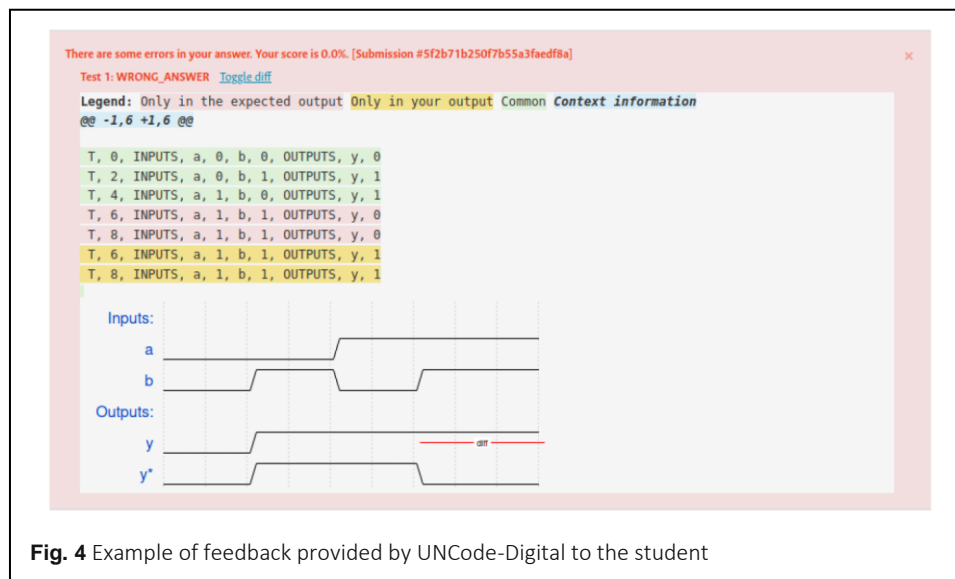 There are some errors in your answer. Your score is 0.0%. [Submission #5f2b71b250f7b55a3faedf8a]
×
Test 1: WRONG_ANSWER Toggle diff
Legend: Only in the expected output Only in your output Common Context information
@@ -1,6 +1,6 @@
T, 0, INPUTS, a, 0, b, 0, OUTPUTS, y, 0
T, 2, INPUTS, a, 0, b, 1, OUTPUTS, y, 1
T, 4, INPUTS, a, 1, b, 0, OUTPUTS, y, 1
T, 6, INPUTS, a, 1, b, 1, OUTPUTS, y, 0
T, 8, INPUTS, a, 1, b, 1, OUTPUTS, y, 0
T, 6, INPUTS, a, 1, b, 1, OUTPUTS, y, 1
T, 8, INPUTS, a, 1, b, 1, OUTPUTS, y, 1
Inputs:
a
b
Outputs:
y
diff
y*
Fig. 4 Example of feedback provided by UNCode-Digital to the student